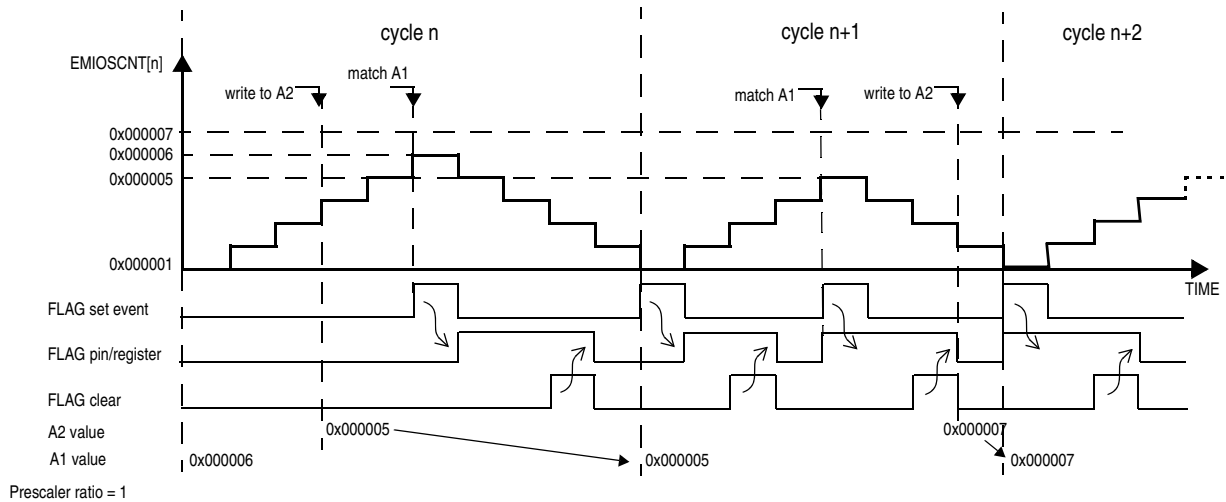 cycle n
cycle n+1
cycle n+2
EMIOSCNT[n]
match A1
write to A2
match A1
write to A2
0x000007
0x000006
0x000005
0x000001
TIME
FLAG set event
FLAG pin/register
FLAG clear
A2 value
0x000005
0x000007
A1 value
0x000006
0x000005
0x000007
Prescaler ratio = 1